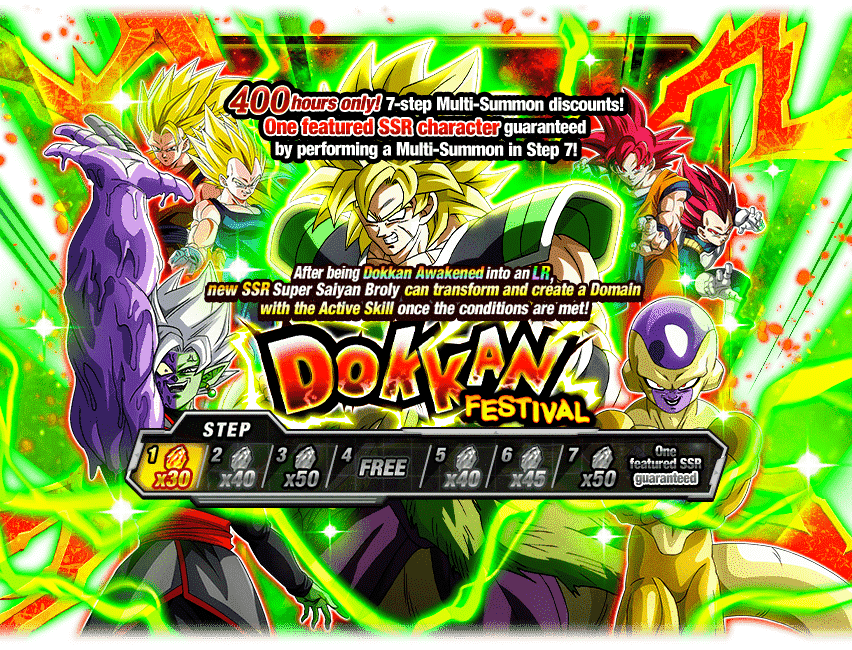 400 hours only! 7-step Multi-Summon discounts!
One featured SSR character guaranteed
by performing a Multi-Summon in Step 7!
After being Dokkan Awakened into an LR,
new SSR Super Saiyan Broly can transform and create a Domain
with the Active Skill once the conditions are met!
DOKKAN
FESTIVAL
STEP
1 x30 2 x40 3 x50 4 FREE 5 x40 6 x45 7 x50 One
featured SSR
guaranteed